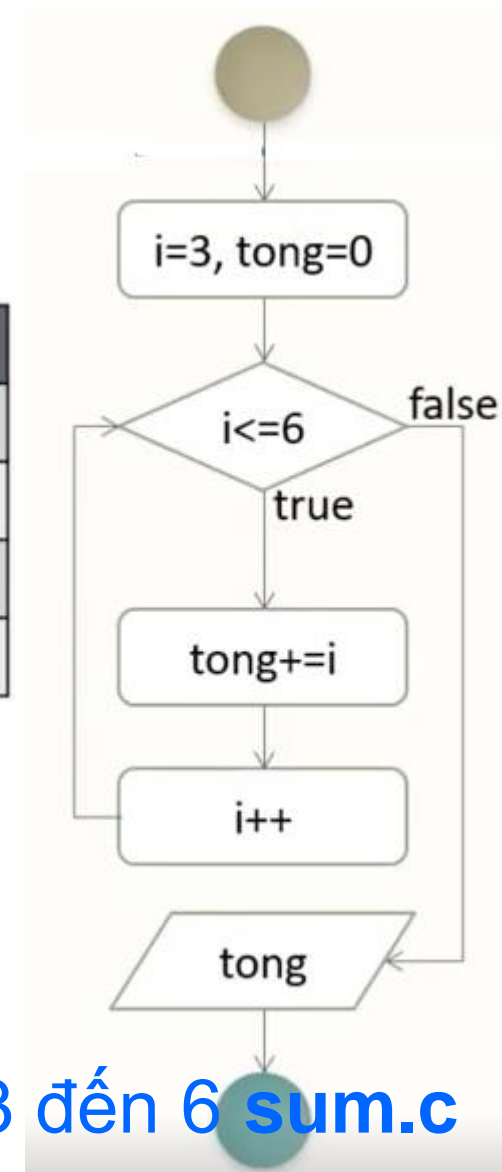 i=3, tong=0
i<=6
false
true
tong+=i
i++
tong
3 đến 6 sum.c